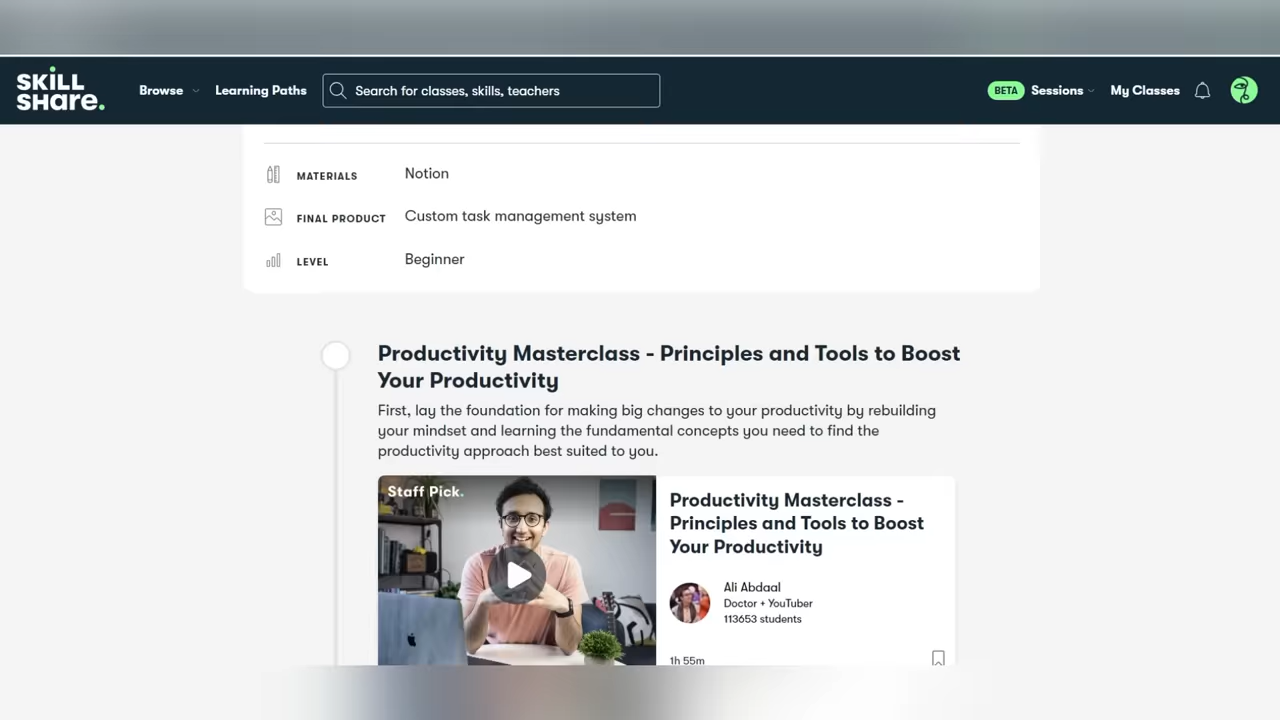 SKILL
SHARE.
Browse
Learning Paths
Search for classes, skills, teachers
BETA
Sessions
My Classes
MATERIALS
Notion
FINAL PRODUCT
Custom task management system
LEVEL
Beginner
Productivity Masterclass - Principles and Tools to Boost
Your Productivity
First, lay the foundation for making big changes to your productivity by rebuilding
your mindset and learning the fundamental concepts you need to find the
productivity approach best suited to you.
Staff Pick.
Productivity Masterclass -
Principles and Tools to Boost
Your Productivity
Ali Abdaal
Doctor + YouTuber
113653 students
1h 55m